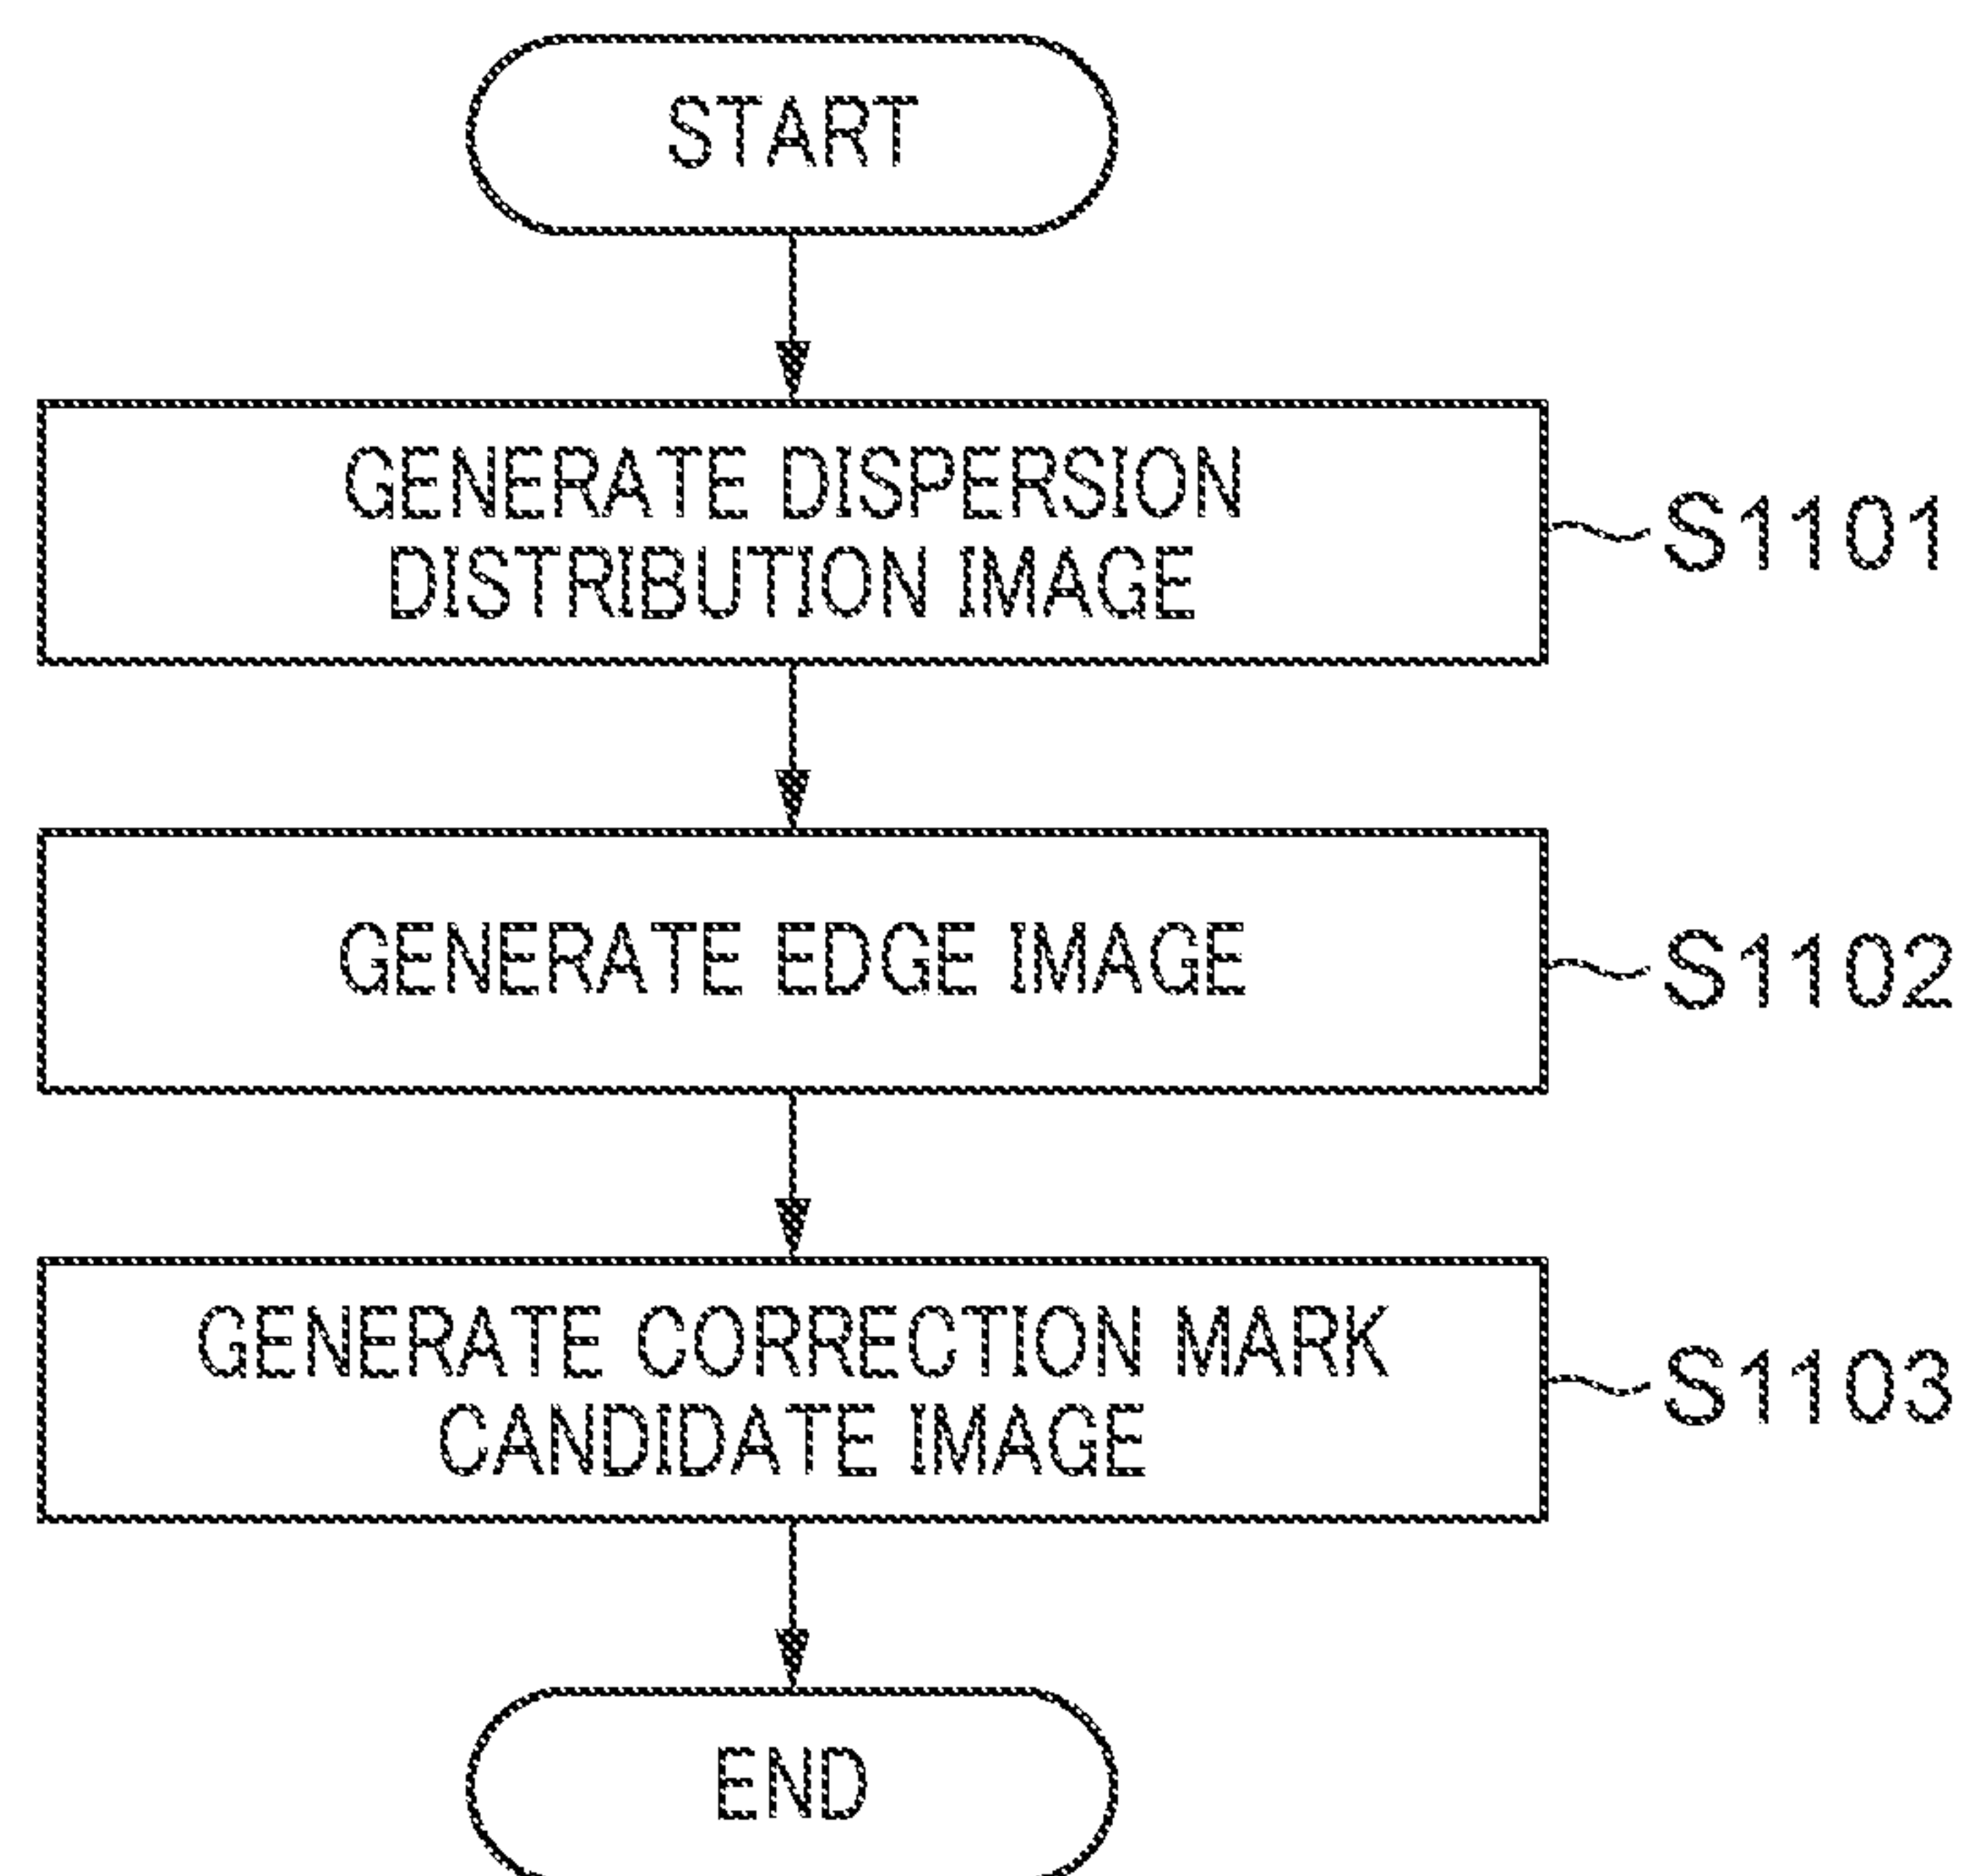 START
GENERATE DISPERSION
DISTRIBUTION IMAGE
S1101
GENERATE EDGE IMAGE
S1102
GENERATE CORRECTION MARK
CANDIDATE IMAGE
S1103
END